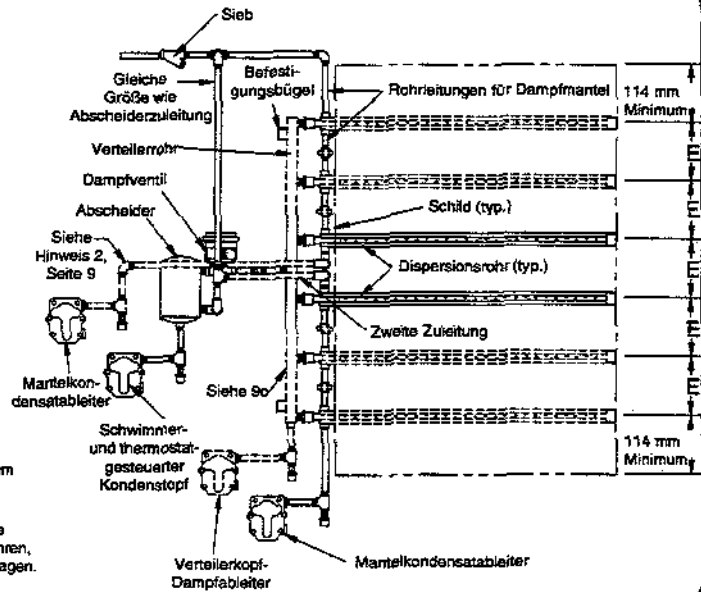 Sieb
Gleiche
Größe wie
Abscheiderzuleitung
Befesti-
gungsbügel
Rohrleitungen für Dampfmantel
114 mm
Minimum
Verteilerrohr
Dampfventil
Abscheider
Schild (typ.)
Siehe
Hinweis 2,
Seite 9
Dispersionsrohr (typ.)
Zweite Zuleitung
Mantelkon-
densatableiter
Siehe 9c
Schwimmer-
und thermostat-
gesteuerter
Kondenstopf
114 mm
Minimum
Verteilerkopf-
Dampfableiter
Mantelkondensatableiter